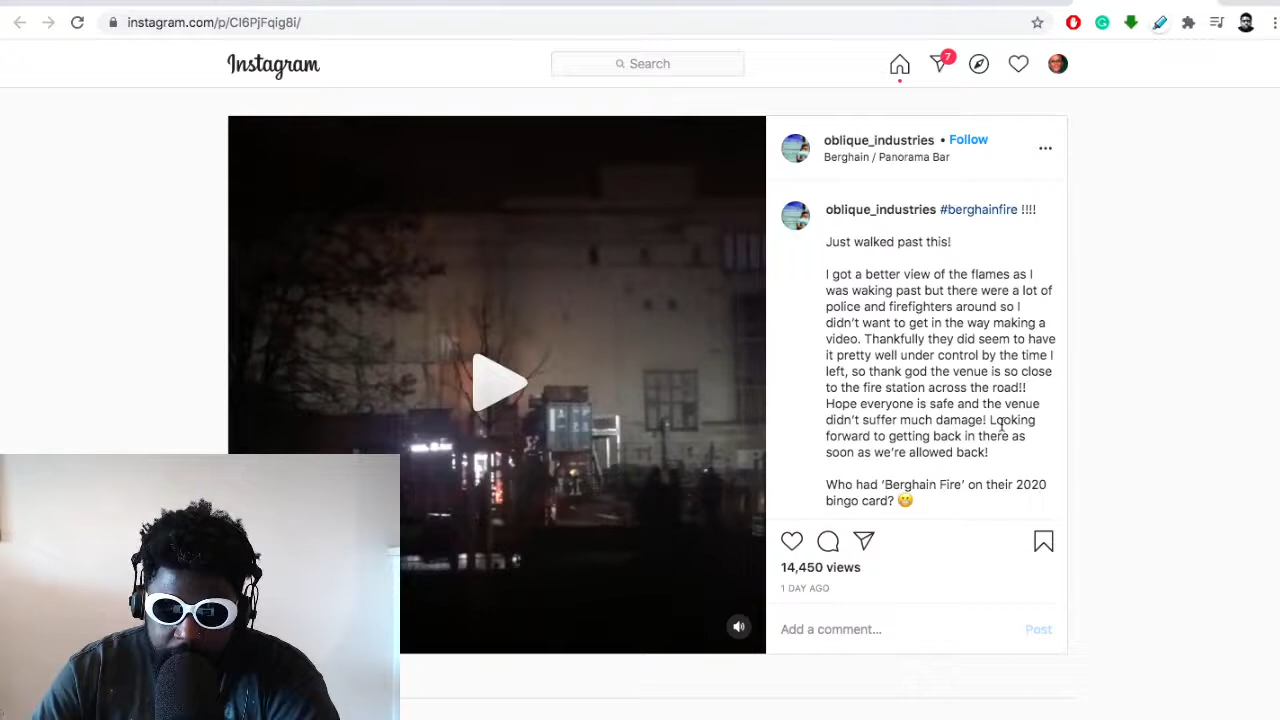 instagram.com/p/CI6PjFqig8i/
Instagram
Search
7
oblique_industries • Follow
Berghain / Panorama Bar
oblique_industries #berghainfire !!!!
Just walked past this!
I got a better view of the flames as I
was waking past but there were a lot of
police and firefighters around so I
didn't want to get in the way making a
video. Thankfully they did seem to have
it pretty well under control by the time I
left, so thank god the venue is so close
to the fire station across the road!!
Hope everyone is safe and the venue
didn't suffer much damage! Looking
forward to getting back in there as
soon as we're allowed back!
Who had 'Berghain Fire' on their 2020
bingo card? 😬
14,450 views
1 DAY AGO
Add a comment... Post